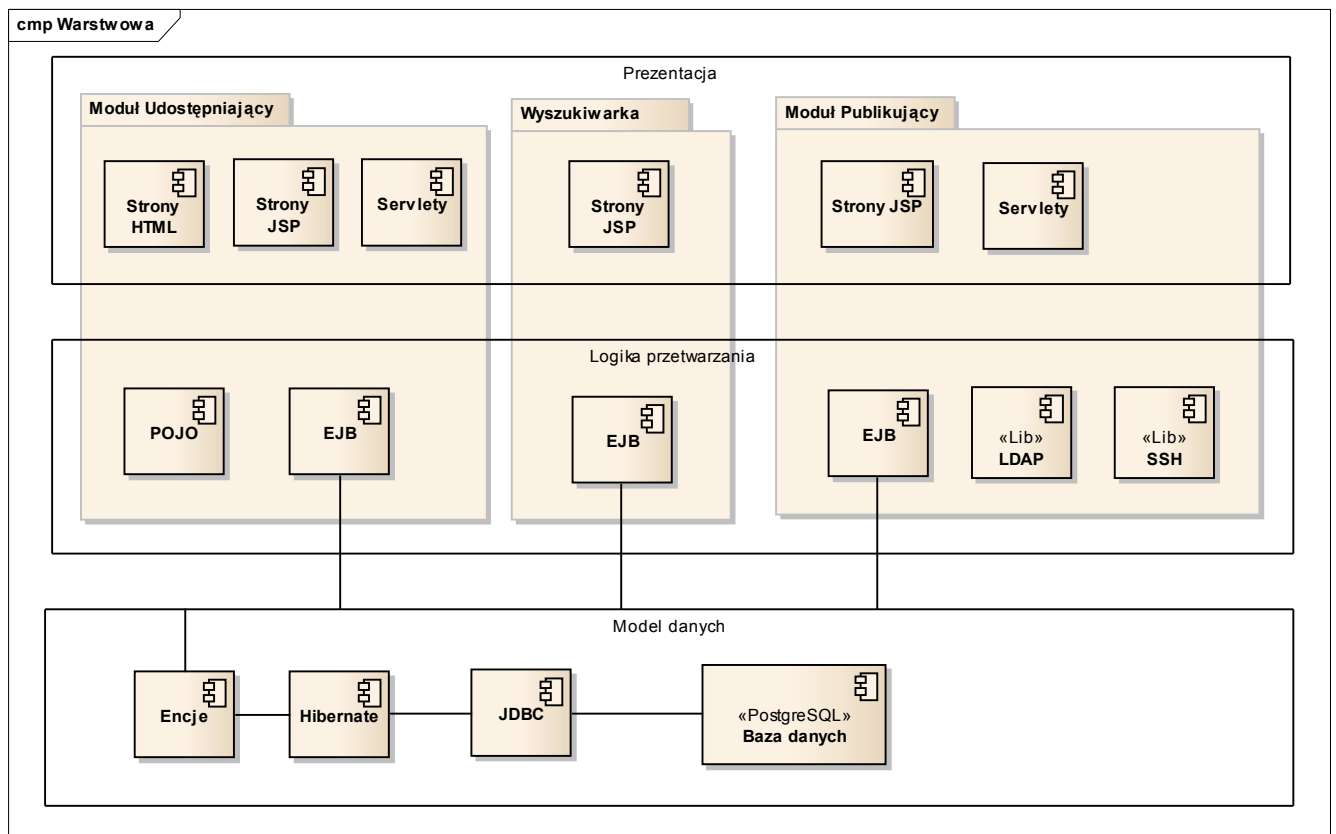 cmp Warstwowa
Prezentacja
Moduł Udostępniający
Wyszukiwarka
Moduł Publikujący
Strony
HTML
Strony
JSP
Servlety
Strony
JSP
Strony JSP
Servlety
Logika przetwarzania
POJO
EJB
EJB
EJB
«Lib»
LDAP
«Lib»
SSH
Model danych
Encje
Hibernate
JDBC
«PostgreSQL»
Baza danych